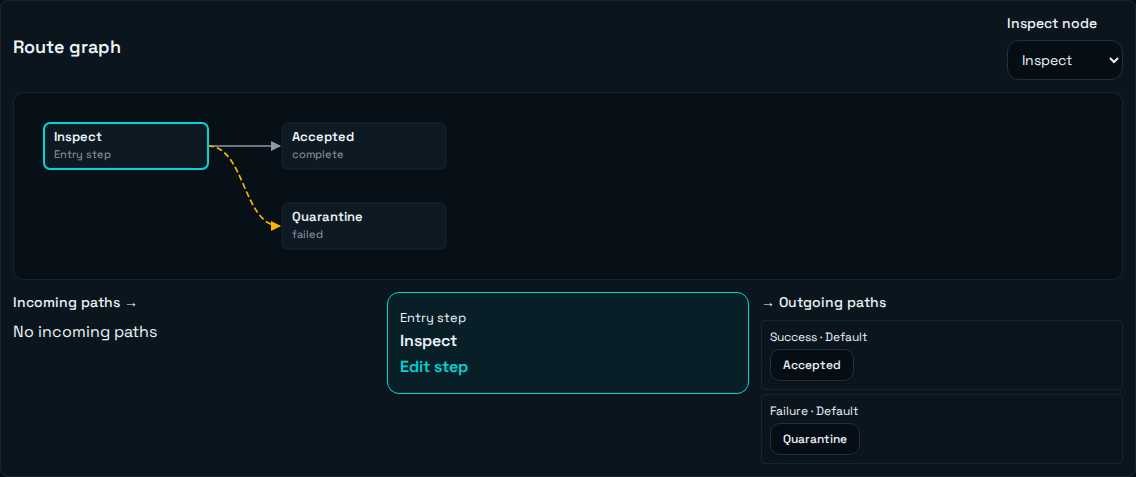 Route graph
Inspect node
Inspect
Inspect
Entry step
Accepted
complete
Quarantine
failed
Incoming paths →
No incoming paths
Entry step
Inspect
Edit step
→ Outgoing paths
Success · Default
Accepted
Failure · Default
Quarantine